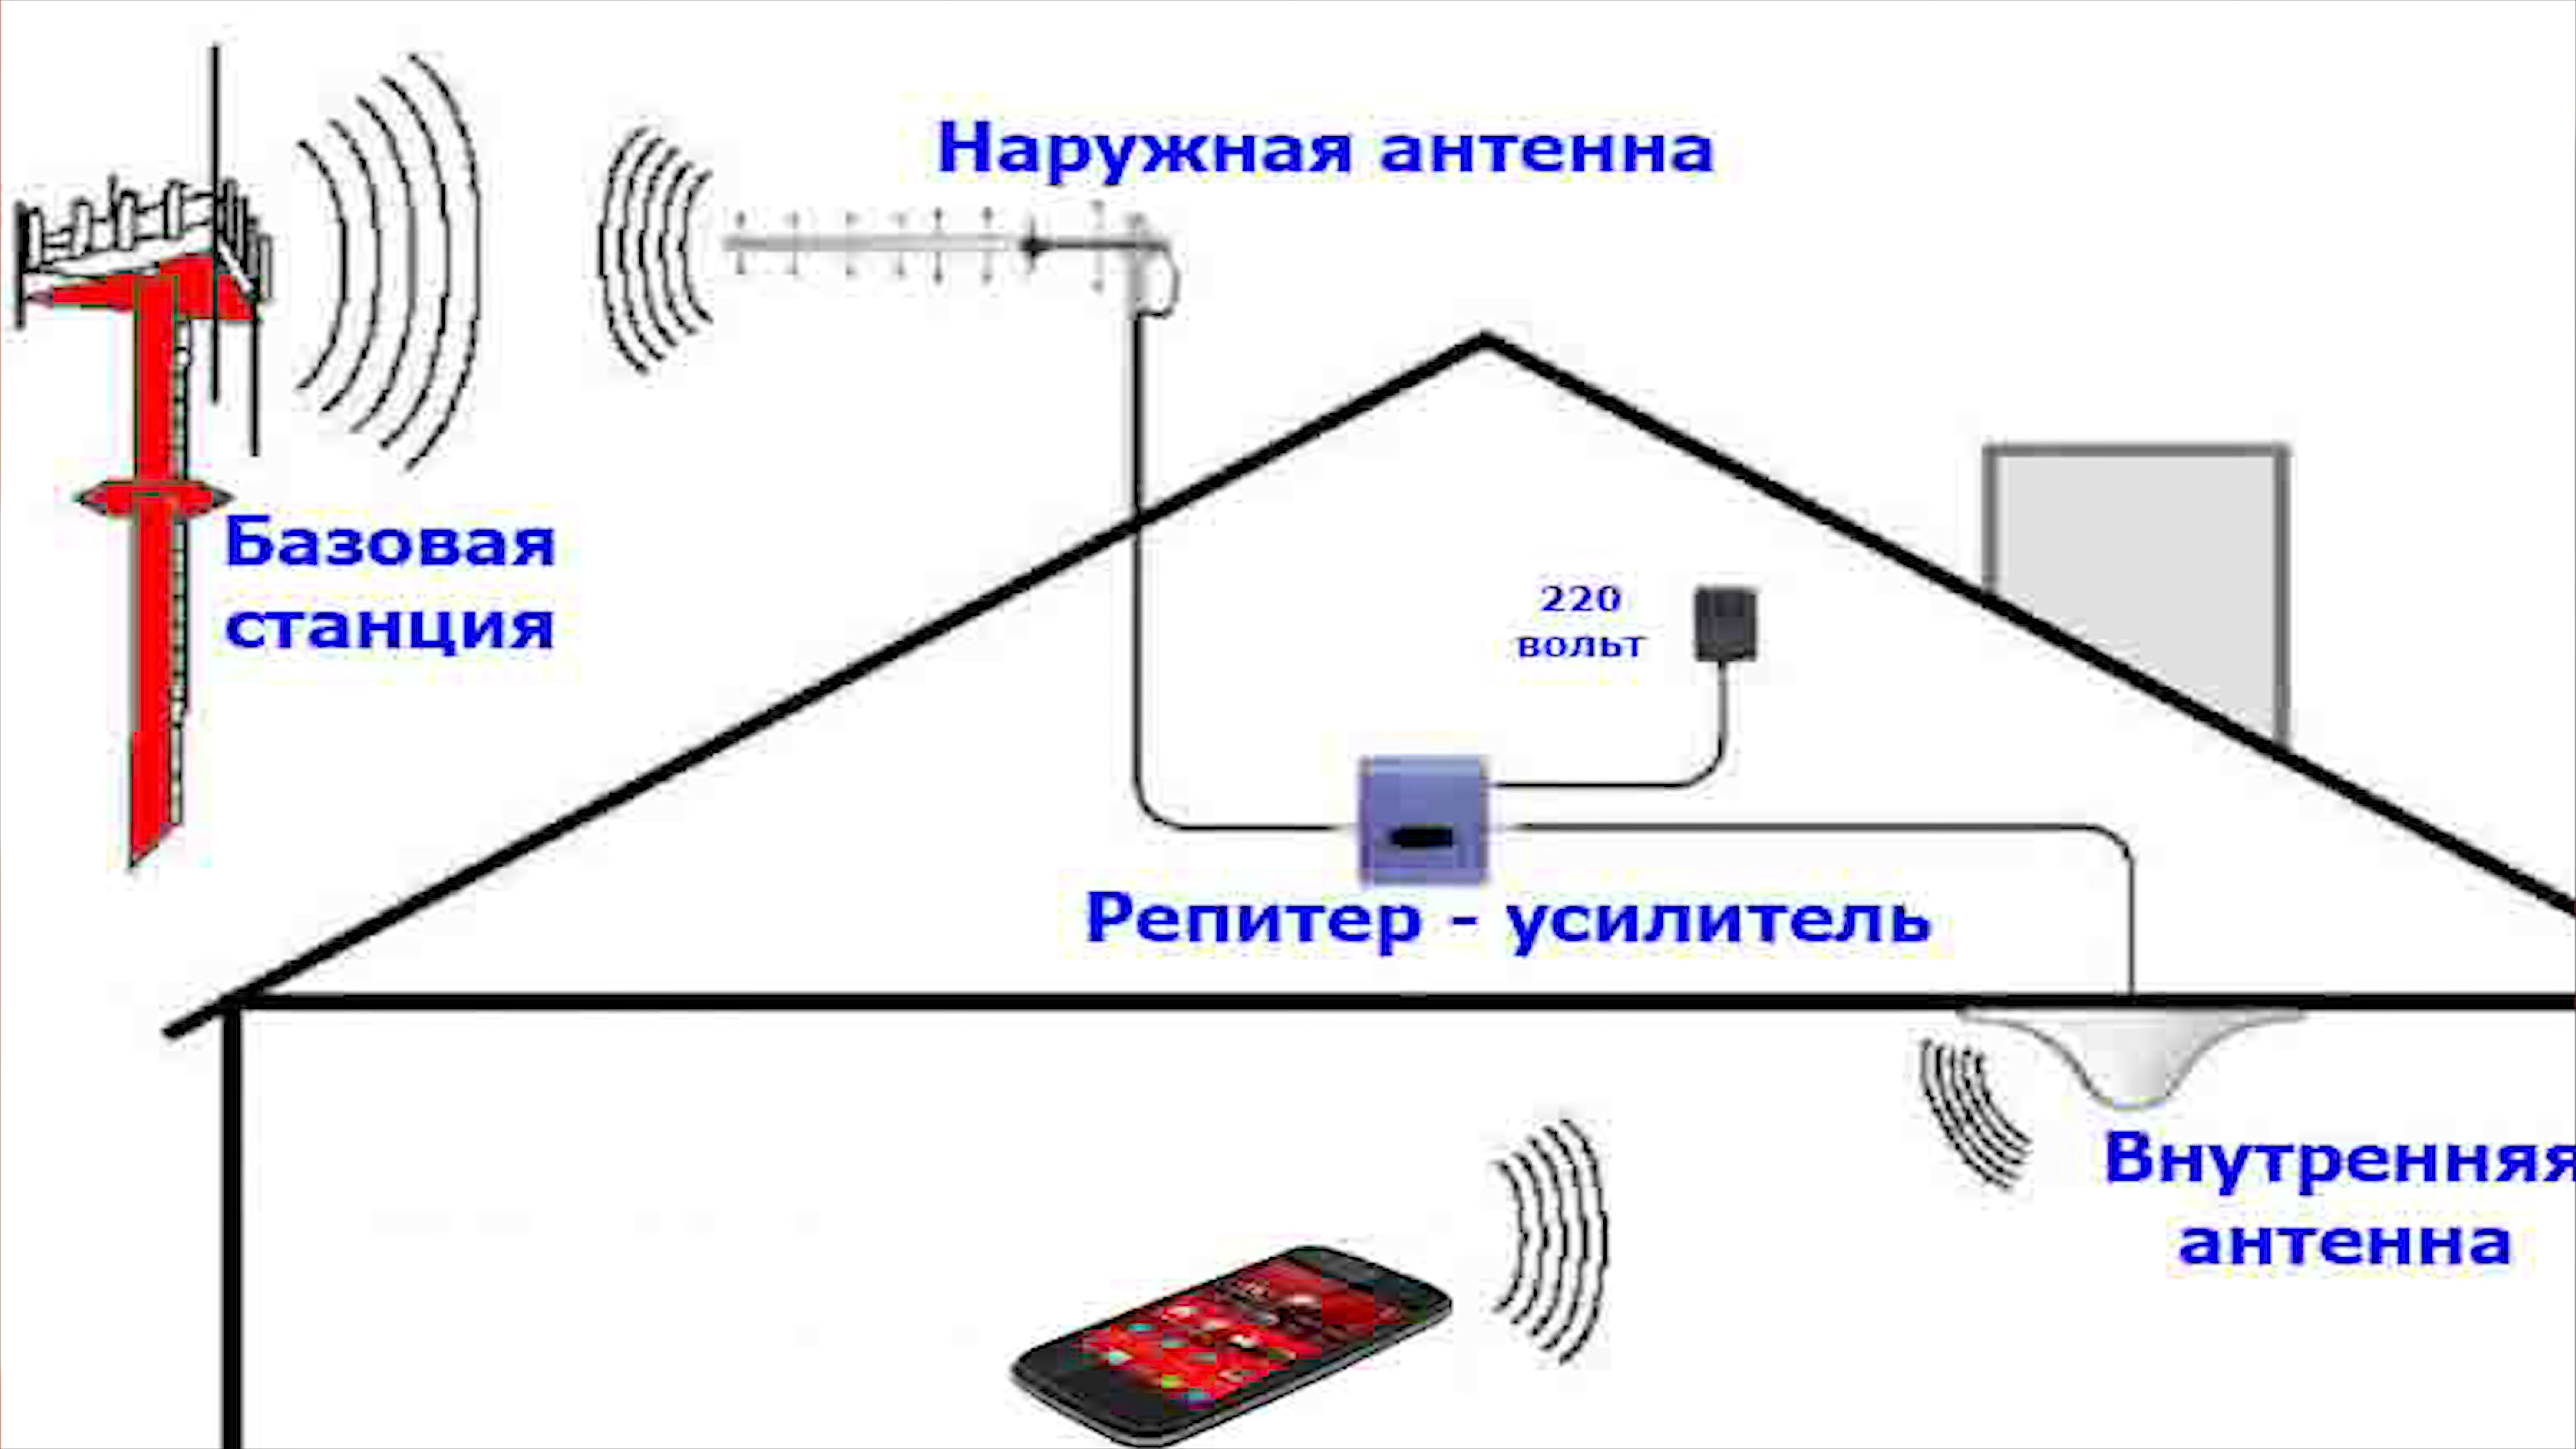 Наружная антенна
Базовая
станция
220
вольт
Репитер - усилитель
Внутренняя
антенна